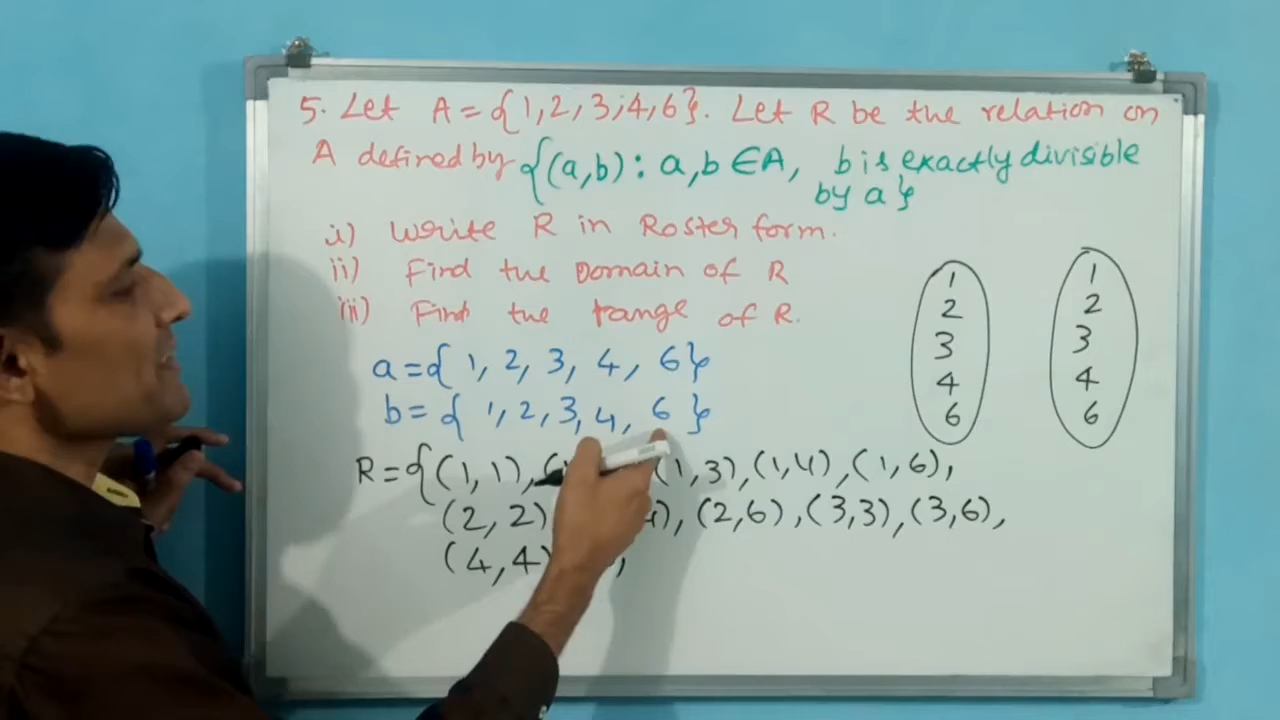 5. Let A = {1, 2, 3, 4, 6}. Let R be the relation on
A defined by {(a,b) : a,b ∈ A, b is exactly divisible
by a}
i) Write R in Roster form.
ii) Find the Domain of R
iii) Find the range of R.
a = { 1, 2, 3, 4, 6}
b = { 1, 2, 3, 4, 6 }
R = {(1,1), (1,3), (1,4), (1,6),
(2,2) (2,6), (3,3), (3,6),
(4,4)
1
2
3
4
6
1
2
3
4
6